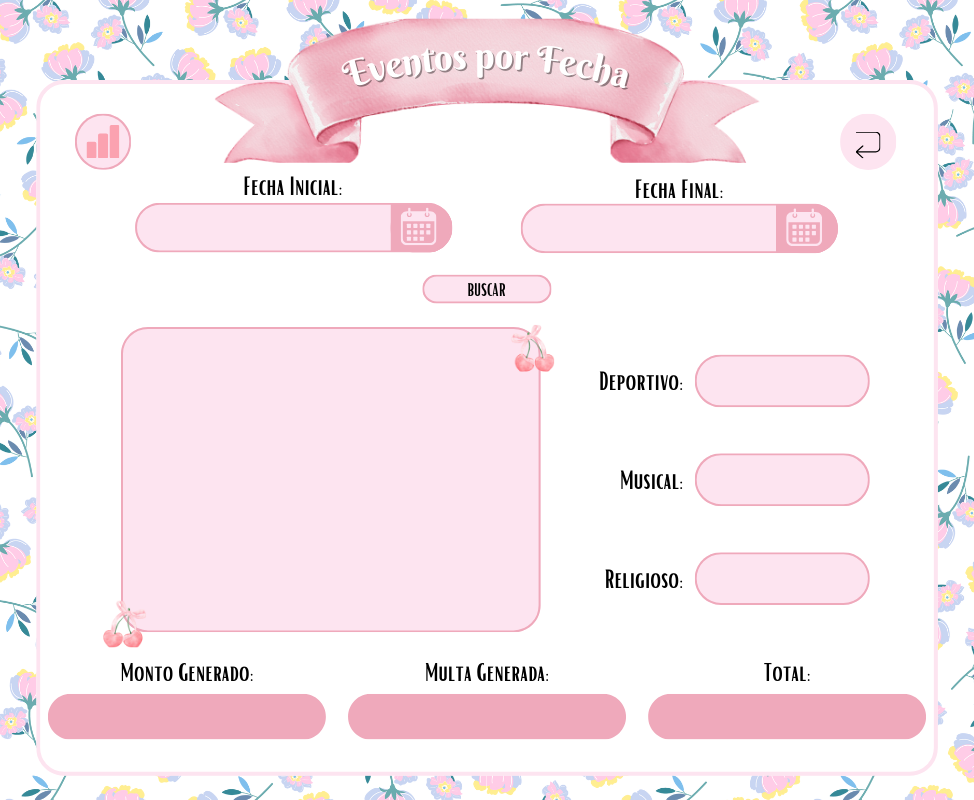 Eventos por Fecha
Fecha Inicial:
Fecha Final:
BUSCAR
Deportivo:
Musical:
Religioso:
Monto Generado:
Multa Generada:
Total: